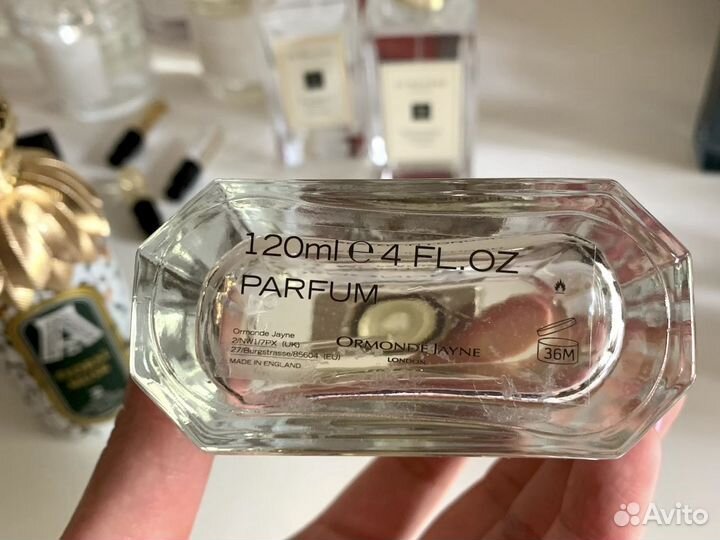 120ml ℮ 4 FL.OZ
PARFUM
Ormonde Jayne
2/NW1/7PX (UK)
27/Burgstrasse/85604 (EU)
MADE IN ENGLAND
ORMONDE JAYNE
LONDON
36M
A
Avito